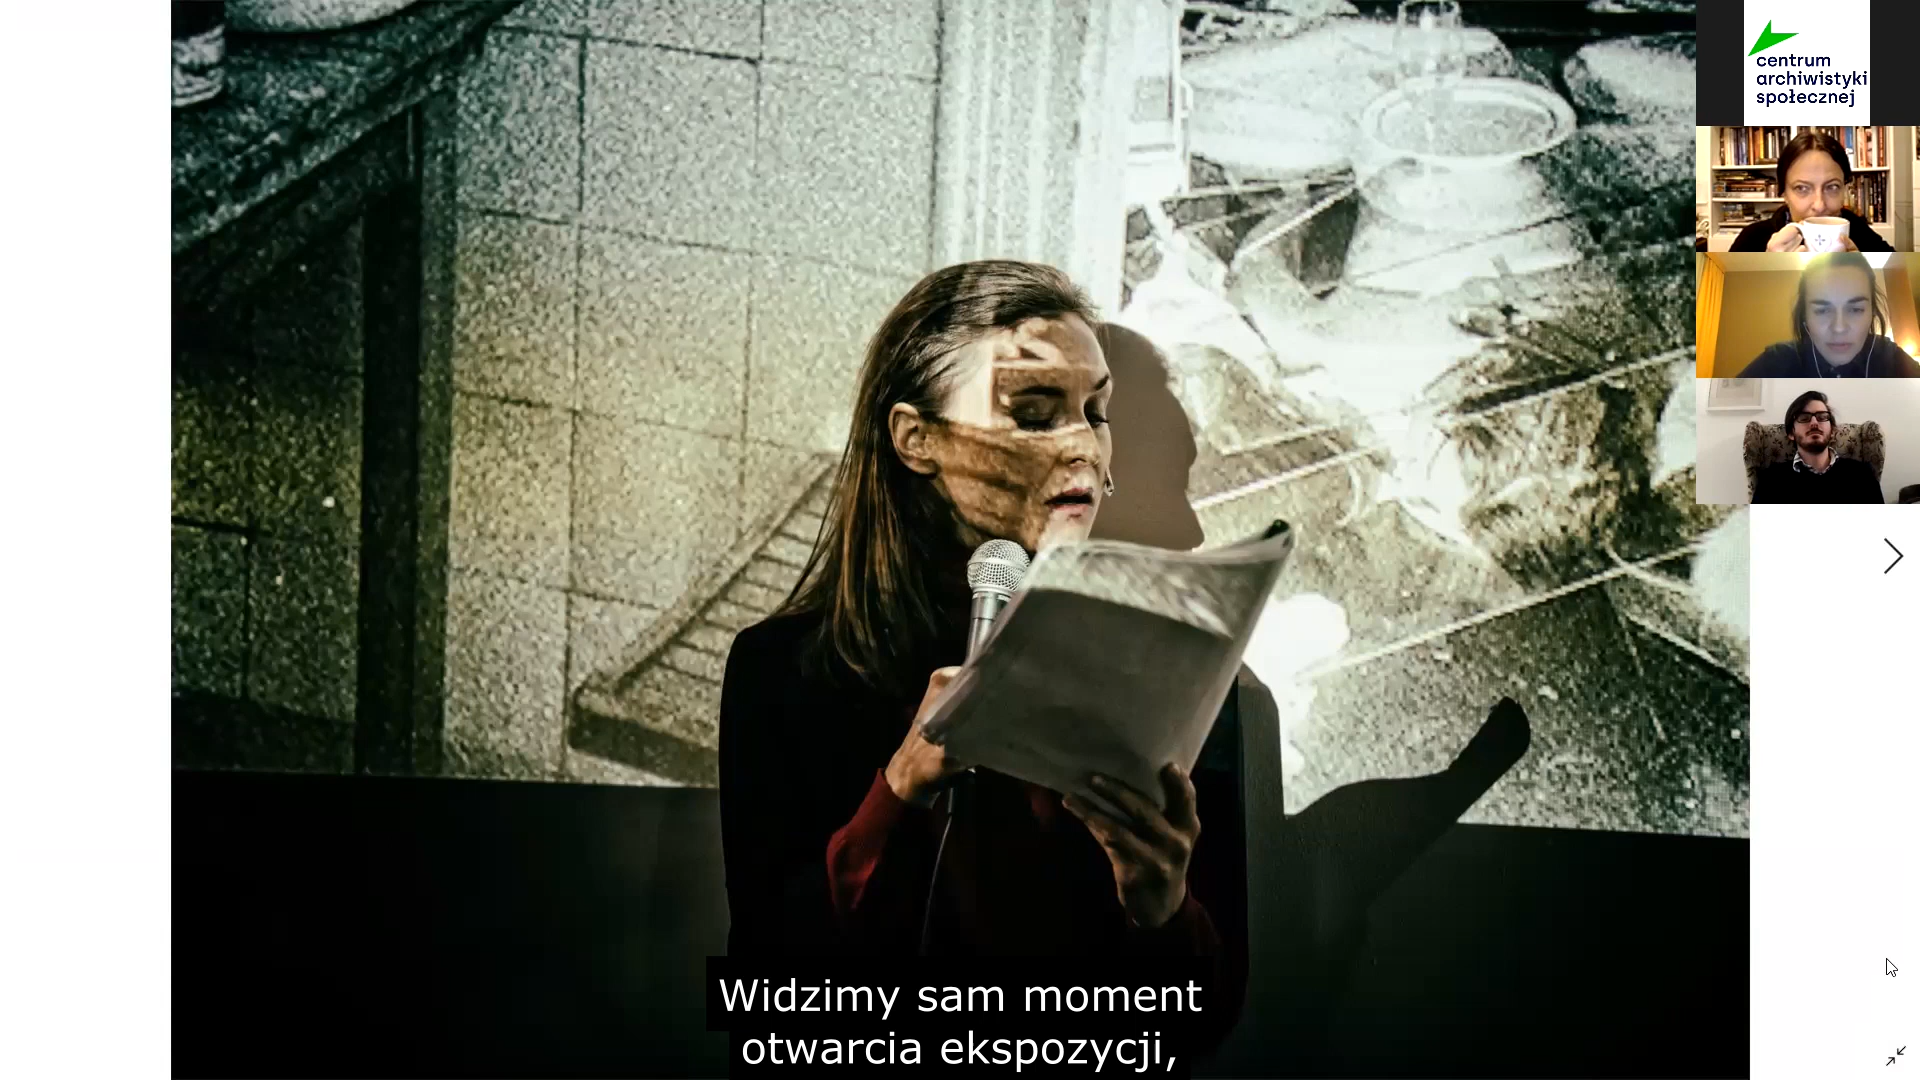 centrum
archiwistyki
społecznej
Widzimy sam moment
otwarcia ekspozycji,